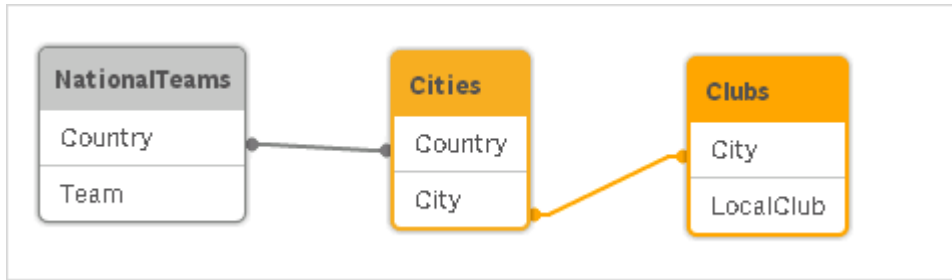 NationalTeams
Country
Team
Cities
Country
City
Clubs
City
LocalClub